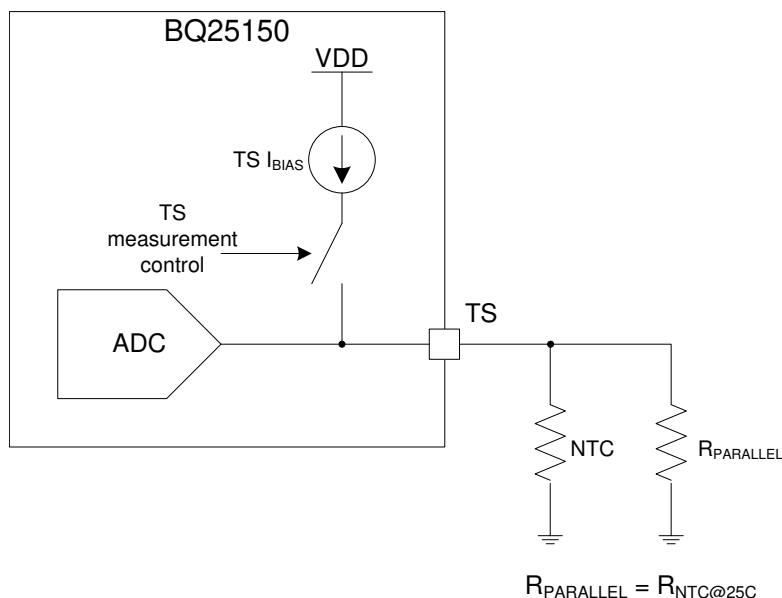 BQ25150
VDD
TS I_BIAS
TS
measurement
control
ADC
TS
NTC
R_PARALLEL
R_PARALLEL = R_NTC@25C